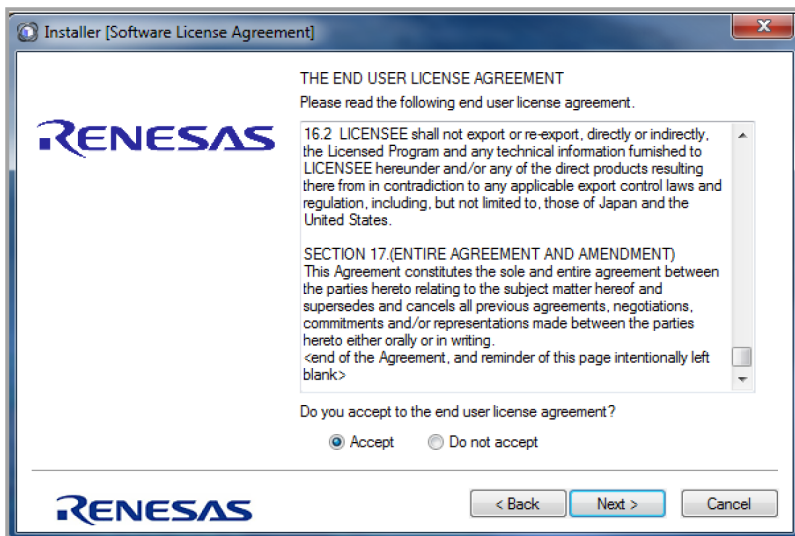 Installer [Software License Agreement]
THE END USER LICENSE AGREEMENT
Please read the following end user license agreement.
RENESAS
16.2  LICENSEE shall not export or re-export, directly or indirectly,
the Licensed Program and any technical information furnished to
LICENSEE hereunder and/or any of the direct products resulting
there from in contradiction to any applicable export control laws and
regulation, including, but not limited to, those of Japan and the
United States.
SECTION 17.(ENTIRE AGREEMENT AND AMENDMENT)
This Agreement constitutes the sole and entire agreement between
the parties hereto relating to the subject matter hereof and
supersedes and cancels all previous agreements, negotiations,
commitments and/or representations made between the parties
hereto either orally or in writing.
<end of the Agreement, and reminder of this page intentionally left
blank>
Do you accept to the end user license agreement?
Accept Do not accept
RENESAS
< Back Next > Cancel